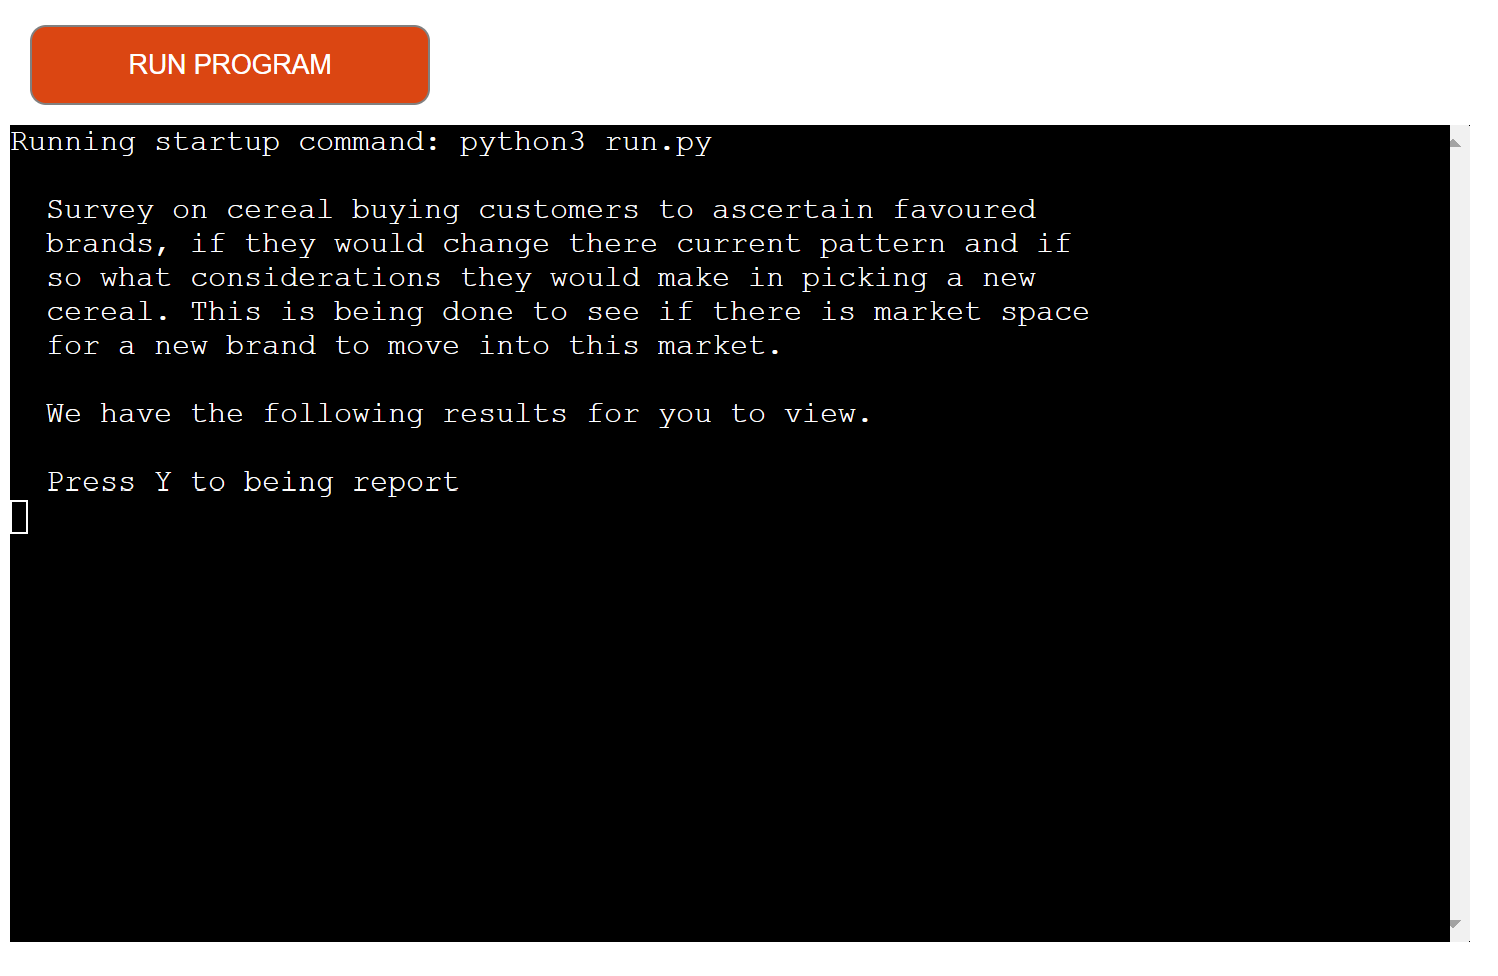 RUN PROGRAM
Running startup command: python3 run.py
Survey on cereal buying customers to ascertain favoured
brands, if they would change there current pattern and if
so what considerations they would make in picking a new
cereal. This is being done to see if there is market space
for a new brand to move into this market.
We have the following results for you to view.
Press Y to being report